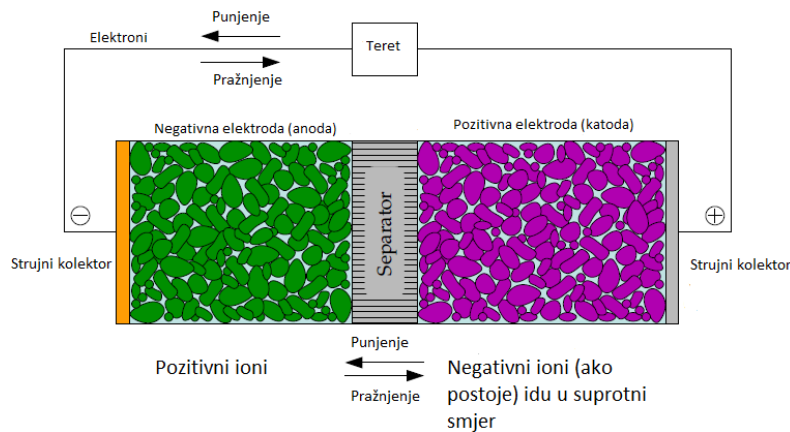 Punjenje
Elektroni
Teret
Pražnjenje
Negativna elektroda (anoda)
Pozitivna elektroda (katoda)
Separator
Strujni kolektor
Strujni kolektor
Punjenje
Pozitivni ioni
Negativni ioni (ako
Pražnjenje
postoje) idu u suprotni
smjer